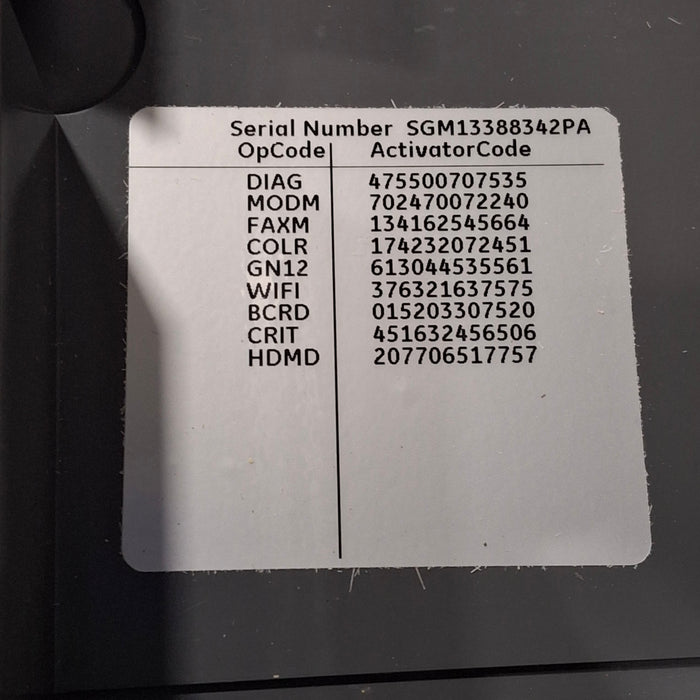 Serial Number SGM13388342PA
OpCode ActivatorCode
DIAG 475500707535
MODM 702470072240
FAXM 134162545664
COLR 174232072451
GN12 613044535561
WIFI 376321637575
BCRD 015203307520
CRIT 451632456506
HDMD 207706517757